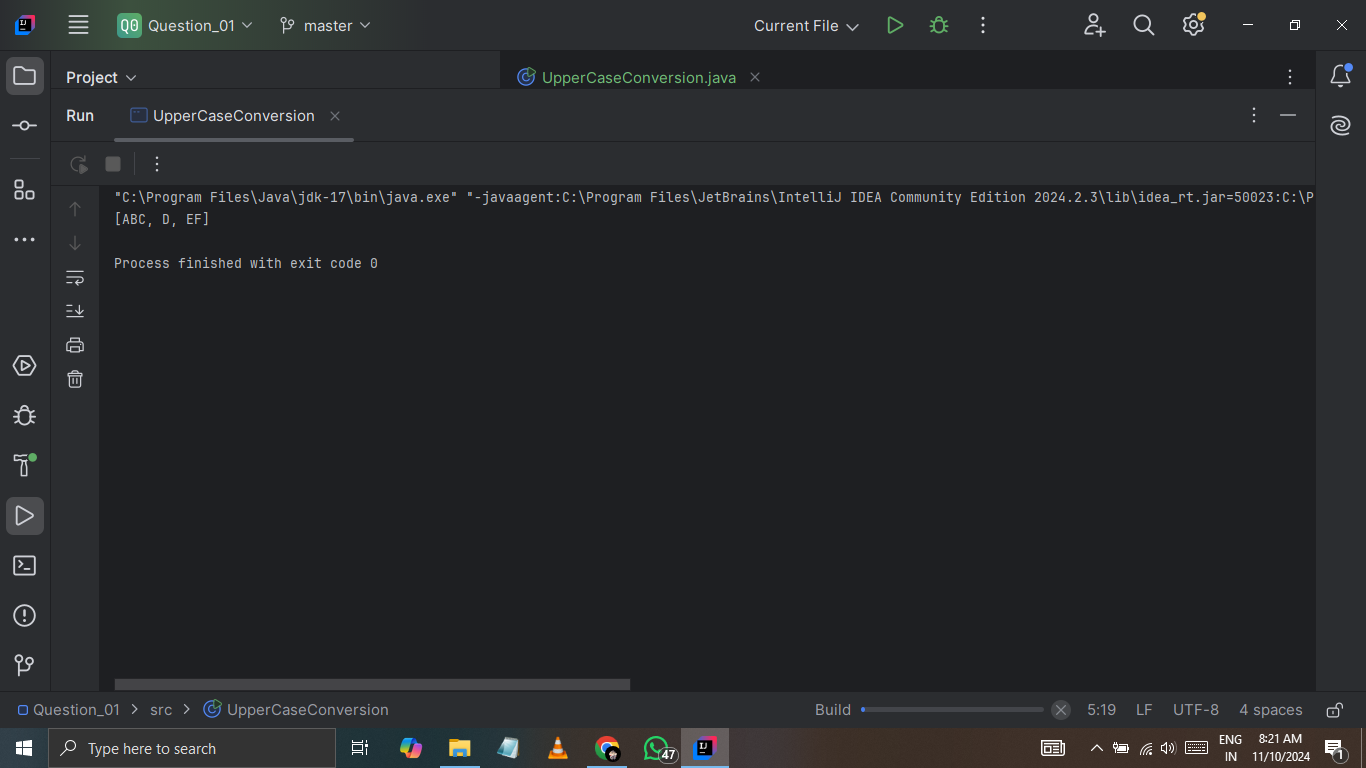 Q0 Question_01 master Current File
Project UpperCaseConversion.java
Run UpperCaseConversion
"C:\Program Files\Java\jdk-17\bin\java.exe" "-javaagent:C:\Program Files\JetBrains\IntelliJ IDEA Community Edition 2024.2.3\lib\idea_rt.jar=50023:C:\P
[ABC, D, EF]
Process finished with exit code 0
Question_01 > src > UpperCaseConversion Build 5:19 LF UTF-8 4 spaces
Type here to search 47 ENG 8:21 AM
IN 11/10/2024 1